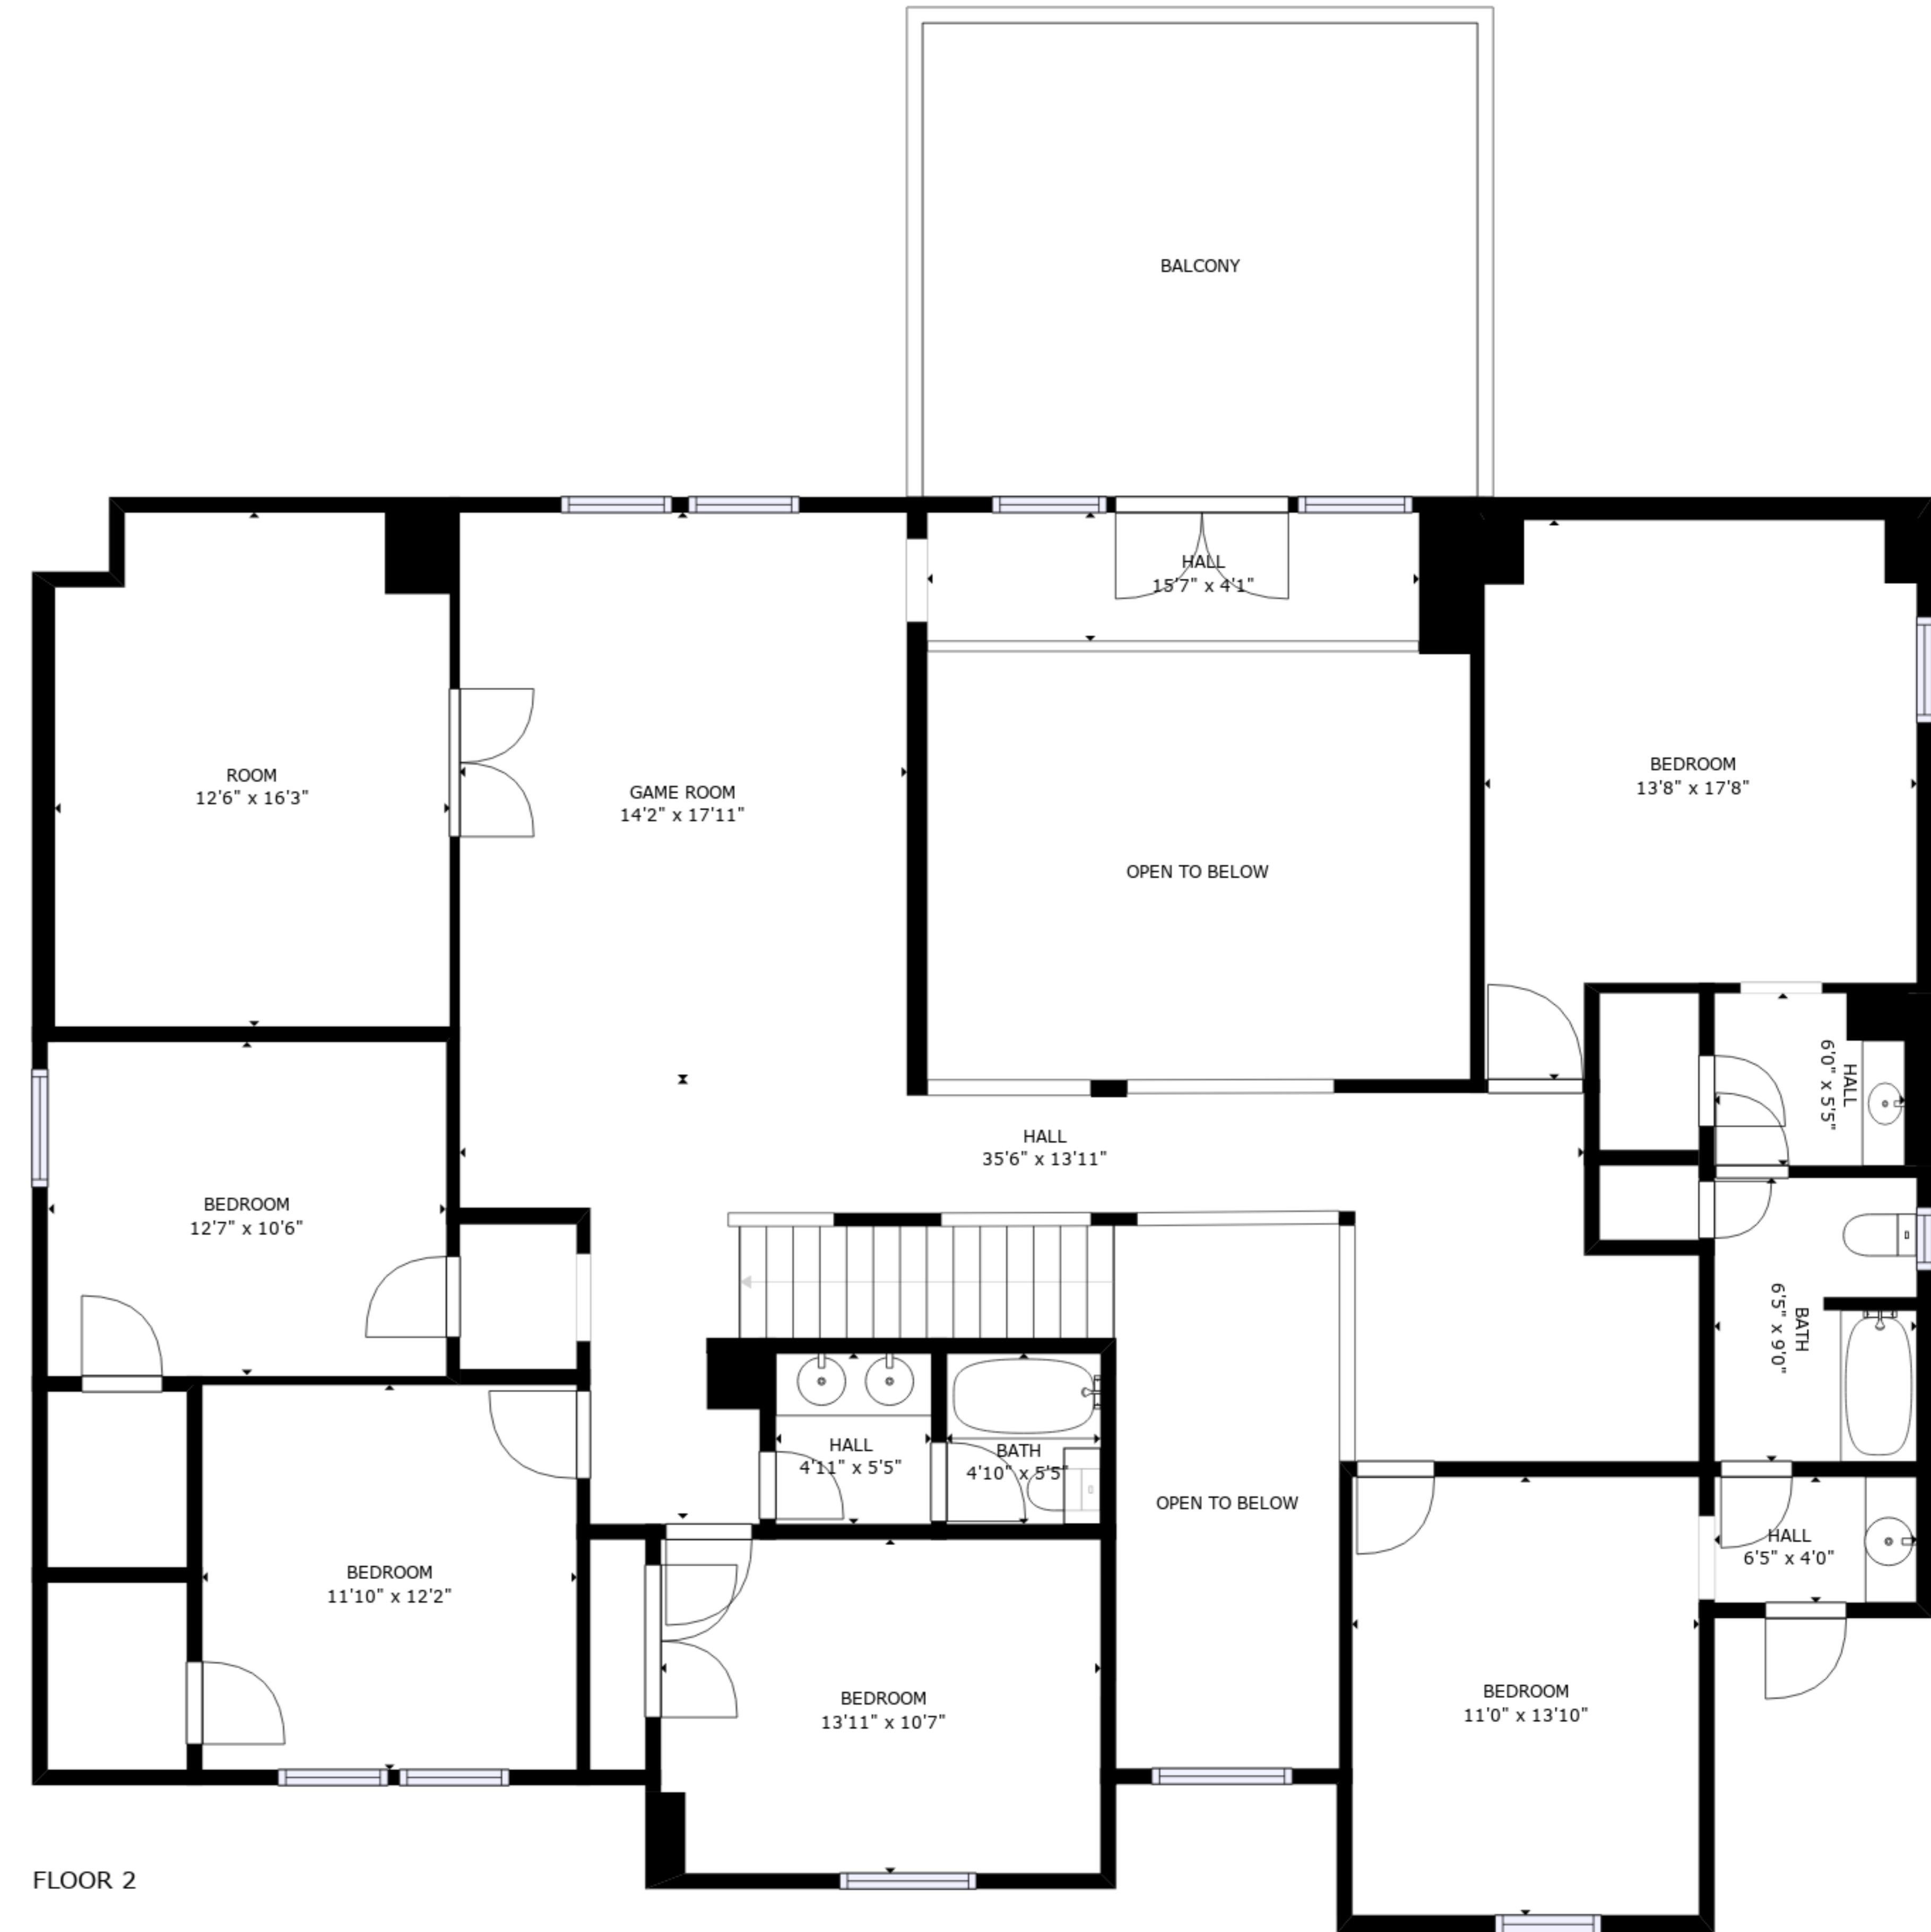 BALCONY
HALL
15'7" x 4'1"
ROOM
12'6" x 16'3"
GAME ROOM
14'2" x 17'11"
BEDROOM
13'8" x 17'8"
OPEN TO BELOW
HALL
6'0" x 5'5"
HALL
35'6" x 13'11"
BEDROOM
12'7" x 10'6"
BATH
6'5" x 9'0"
HALL
4'11" x 5'5"
BATH
4'10" x 5'5"
OPEN TO BELOW
HALL
6'5" x 4'0"
BEDROOM
11'10" x 12'2"
BEDROOM
13'11" x 10'7"
BEDROOM
11'0" x 13'10"
FLOOR 2